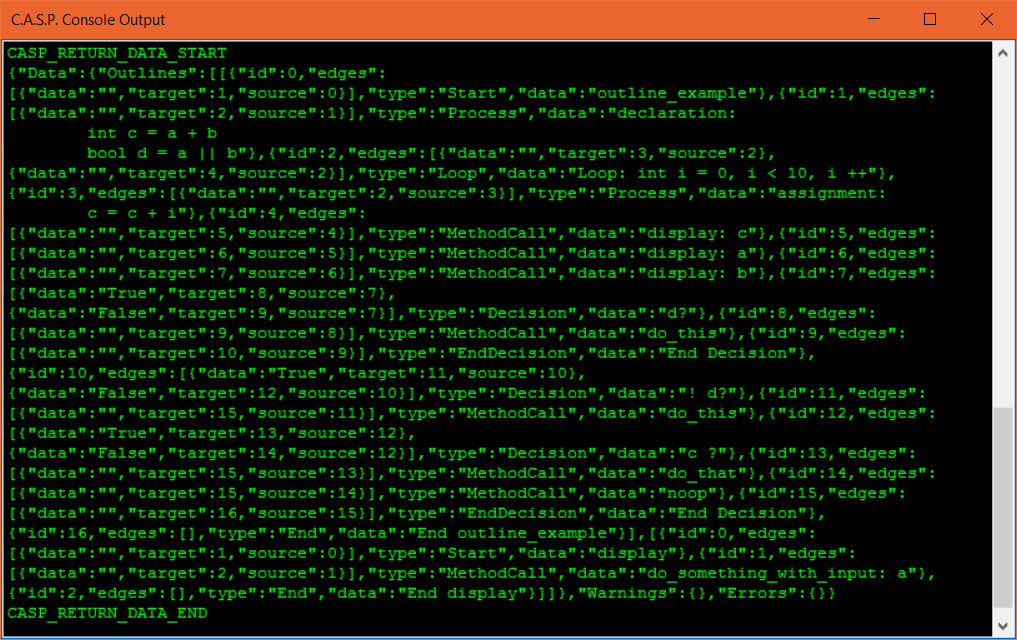 C.A.S.P. Console Output
CASP_RETURN_DATA_START
{"Data":{"Outlines":[[{"id":0,"edges":
[{"data":"","target":1,"source":0}],"type":"Start","data":"outline_example"},{"id":1,"edges":
[{"data":"","target":2,"source":1}],"type":"Process","data":"declaration:
        int c = a + b
        bool d = a || b"},{"id":2,"edges":[{"data":"","target":3,"source":2},
{"data":"","target":4,"source":2}],"type":"Loop","data":"Loop: int i = 0, i < 10, i ++"},
{"id":3,"edges":[{"data":"","target":2,"source":3}],"type":"Process","data":"assignment:
        c = c + i"},{"id":4,"edges":
[{"data":"","target":5,"source":4}],"type":"MethodCall","data":"display: c"},{"id":5,"edges":
[{"data":"","target":6,"source":5}],"type":"MethodCall","data":"display: a"},{"id":6,"edges":
[{"data":"","target":7,"source":6}],"type":"MethodCall","data":"display: b"},{"id":7,"edges":
[{"data":"True","target":8,"source":7},
{"data":"False","target":9,"source":7}],"type":"Decision","data":"d?"},{"id":8,"edges":
[{"data":"","target":9,"source":8}],"type":"MethodCall","data":"do_this"},{"id":9,"edges":
[{"data":"","target":10,"source":9}],"type":"EndDecision","data":"End Decision"},
{"id":10,"edges":[{"data":"True","target":11,"source":10},
{"data":"False","target":12,"source":10}],"type":"Decision","data":"! d?"},{"id":11,"edges":
[{"data":"","target":15,"source":11}],"type":"MethodCall","data":"do_this"},{"id":12,"edges":
[{"data":"True","target":13,"source":12},
{"data":"False","target":14,"source":12}],"type":"Decision","data":"c ?"},{"id":13,"edges":
[{"data":"","target":15,"source":13}],"type":"MethodCall","data":"do_that"},{"id":14,"edges":
[{"data":"","target":15,"source":14}],"type":"MethodCall","data":"noop"},{"id":15,"edges":
[{"data":"","target":16,"source":15}],"type":"EndDecision","data":"End Decision"},
{"id":16,"edges":[],"type":"End","data":"End outline_example"}],[{"id":0,"edges":
[{"data":"","target":1,"source":0}],"type":"Start","data":"display"},{"id":1,"edges":
[{"data":"","target":2,"source":1}],"type":"MethodCall","data":"do_something_with_input: a"},
{"id":2,"edges":[],"type":"End","data":"End display"}]]},"Warnings":{},"Errors":{}}
CASP_RETURN_DATA_END